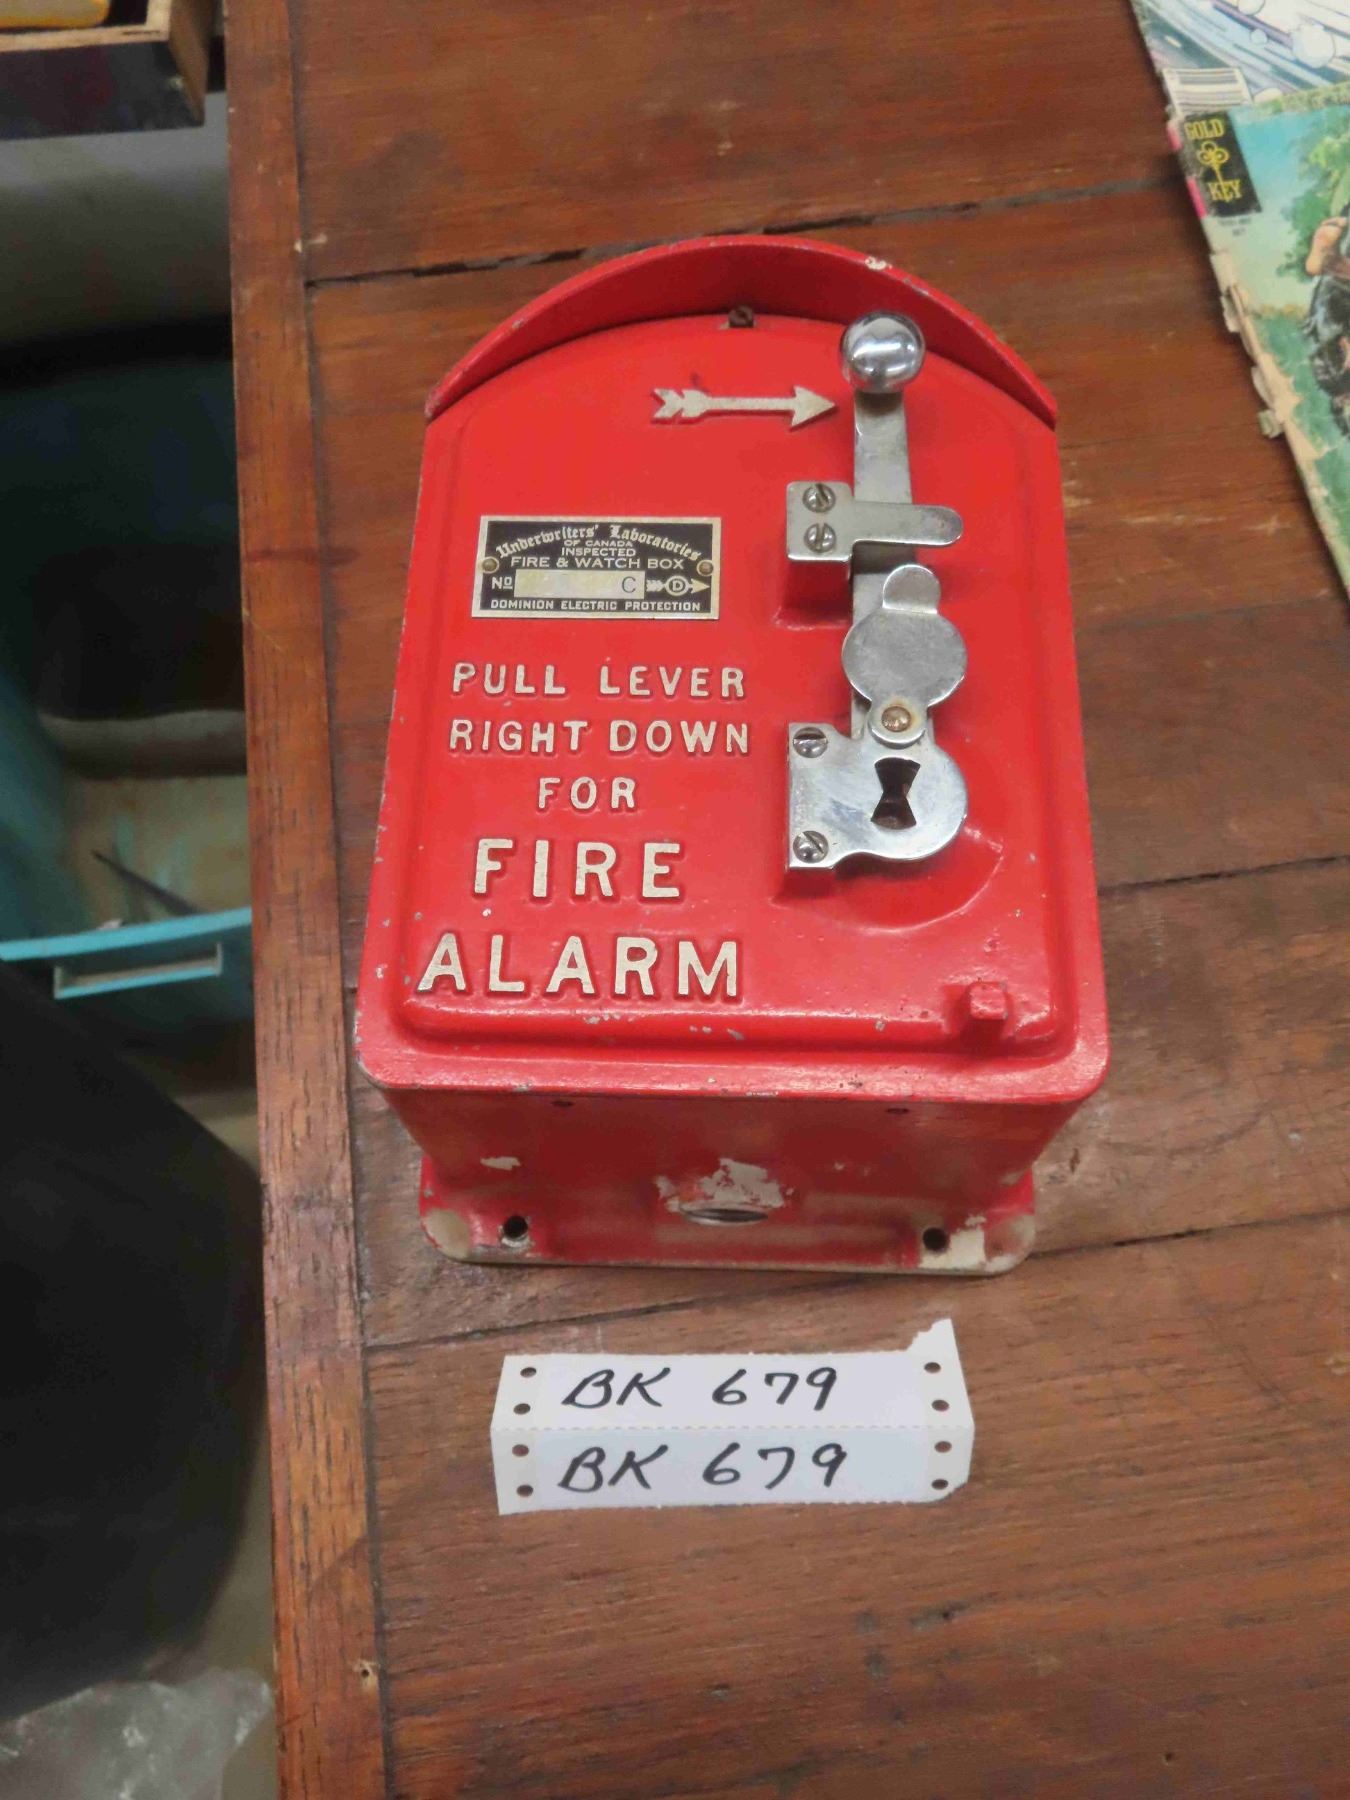 GOLD
KEY
Underwriters' Laboratories
OF CANADA
INSPECTED
FIRE & WATCH BOX
No C D
DOMINION ELECTRIC PROTECTION
PULL LEVER
RIGHT DOWN
FOR
FIRE
ALARM
BK 679
BK 679